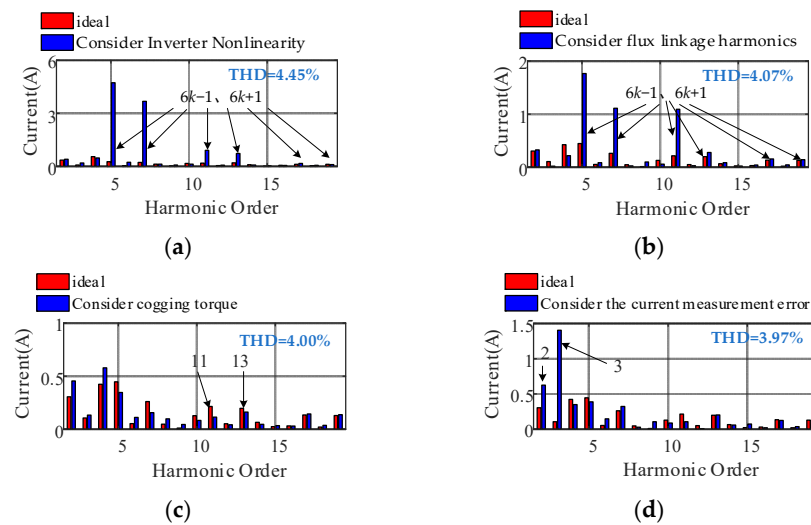 ideal
Consider Inverter Nonlinearity
6
3
0
Current(A)
THD=4.45%
6k−1、6k+1
5
10
15
Harmonic Order
(a)
ideal
Consider flux linkage harmonics
2
1
0
Current(A)
THD=4.07%
6k−1、6k+1
5
10
15
Harmonic Order
(b)
ideal
Consider cogging torque
1
0.5
0
Current(A)
THD=4.00%
11
13
5
10
15
Harmonic Order
(c)
ideal
Consider the current measurement error
1.5
1
0.5
0
Current(A)
THD=3.97%
2
3
5
10
15
Harmonic Order
(d)